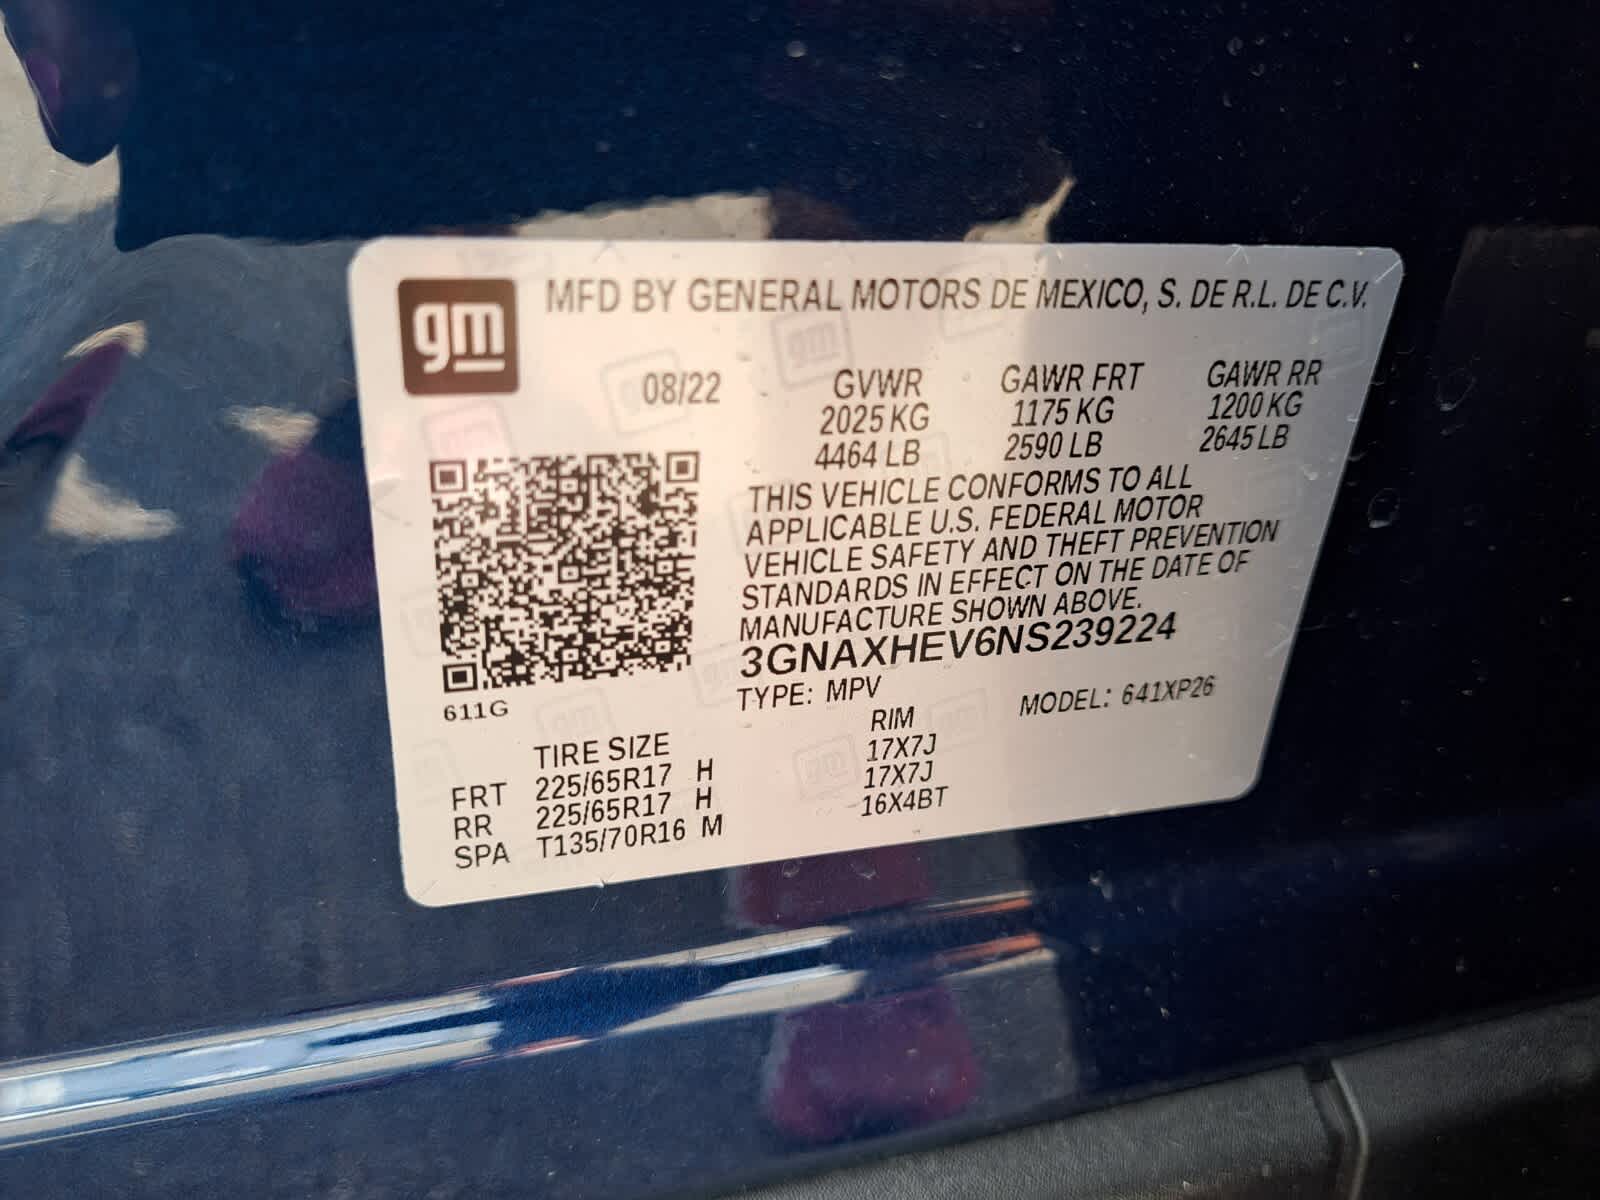 gm
MFD BY GENERAL MOTORS DE MEXICO, S. DE R.L. DE C.V.
08/22 GVWR GAWR FRT GAWR RR
2025 KG 1175 KG 1200 KG
4464 LB 2590 LB 2645 LB
THIS VEHICLE CONFORMS TO ALL
APPLICABLE U.S. FEDERAL MOTOR
VEHICLE SAFETY AND THEFT PREVENTION
STANDARDS IN EFFECT ON THE DATE OF
MANUFACTURE SHOWN ABOVE.
3GNAXHEV6NS239224
TYPE: MPV MODEL: 641XP26
611G
TIRE SIZE RIM
FRT 225/65R17 H 17X7J
RR 225/65R17 H 17X7J
SPA T135/70R16 M 16X4BT